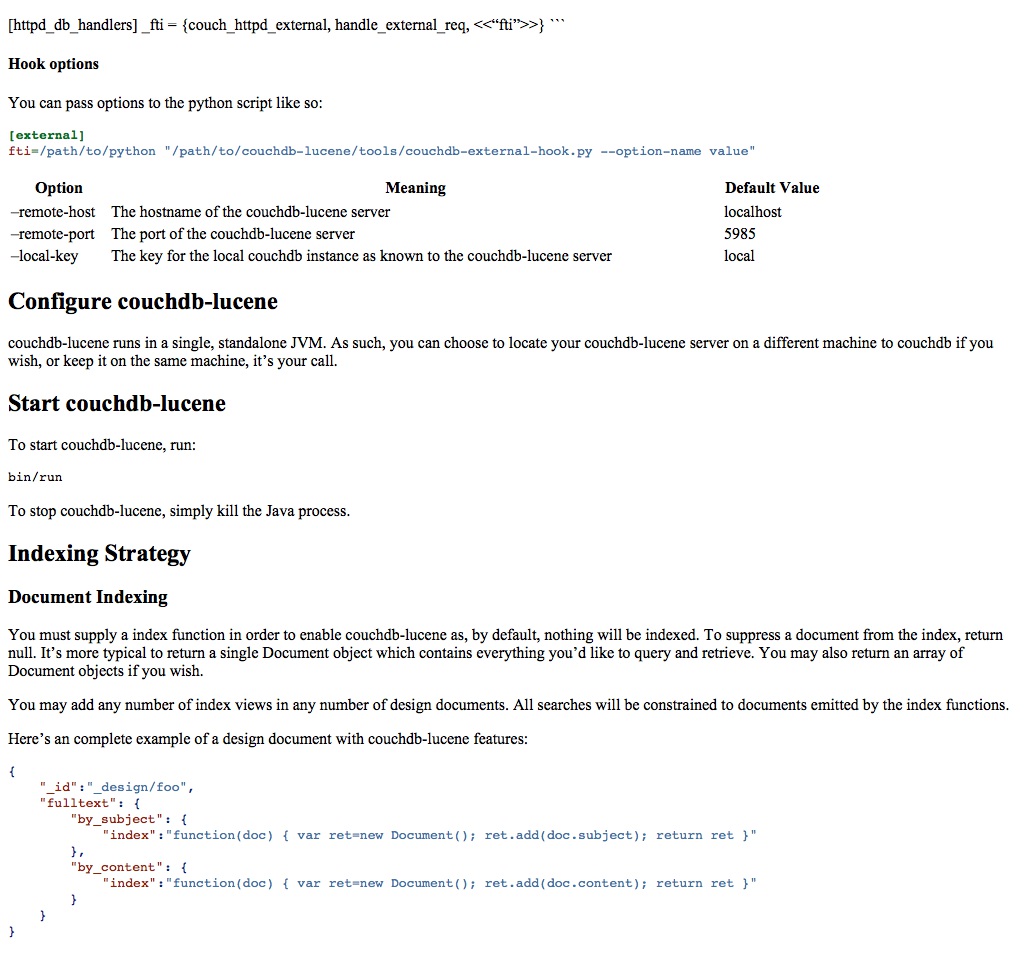 [httpd_db_handlers] _fti = {couch_httpd_external, handle_external_req, <<“fti”>>} ```
Hook options
You can pass options to the python script like so:
[external]
fti=/path/to/python "/path/to/couchdb-lucene/tools/couchdb-external-hook.py --option-name value"
Option Meaning Default Value
–remote-host The hostname of the couchdb-lucene server localhost
–remote-port The port of the couchdb-lucene server 5985
–local-key The key for the local couchdb instance as known to the couchdb-lucene server local
Configure couchdb-lucene
couchdb-lucene runs in a single, standalone JVM. As such, you can choose to locate your couchdb-lucene server on a different machine to couchdb if you
wish, or keep it on the same machine, it’s your call.
Start couchdb-lucene
To start couchdb-lucene, run:
bin/run
To stop couchdb-lucene, simply kill the Java process.
Indexing Strategy
Document Indexing
You must supply a index function in order to enable couchdb-lucene as, by default, nothing will be indexed. To suppress a document from the index, return
null. It’s more typical to return a single Document object which contains everything you’d like to query and retrieve. You may also return an array of
Document objects if you wish.
You may add any number of index views in any number of design documents. All searches will be constrained to documents emitted by the index functions.
Here’s an complete example of a design document with couchdb-lucene features:
{
    "_id":"_design/foo",
    "fulltext": {
        "by_subject": {
            "index":"function(doc) { var ret=new Document(); ret.add(doc.subject); return ret }"
        },
        "by_content": {
            "index":"function(doc) { var ret=new Document(); ret.add(doc.content); return ret }"
        }
    }
}